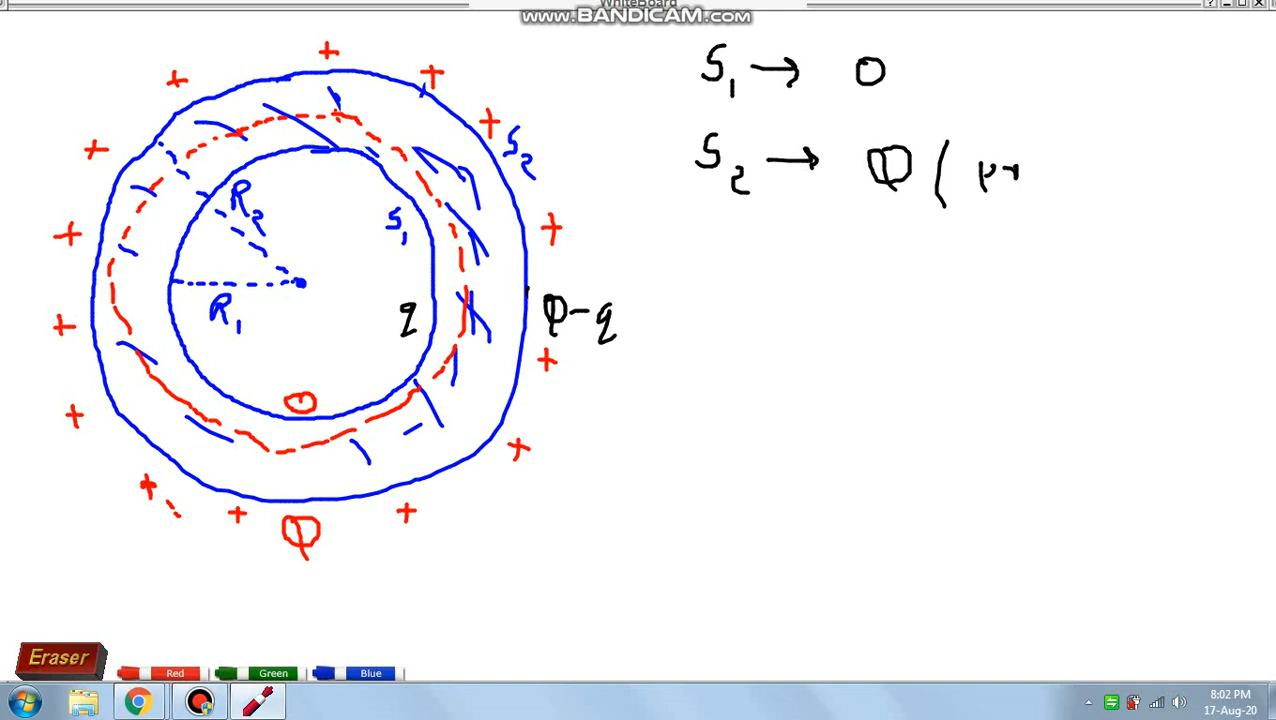 WhiteBoard
www.BANDICAM.com
S1 → 0
S2 → Q (
S2
R2
S1
R1
q
Q-q
0
Q
Eraser
Red
Green
Blue
8:02 PM
17-Aug-20